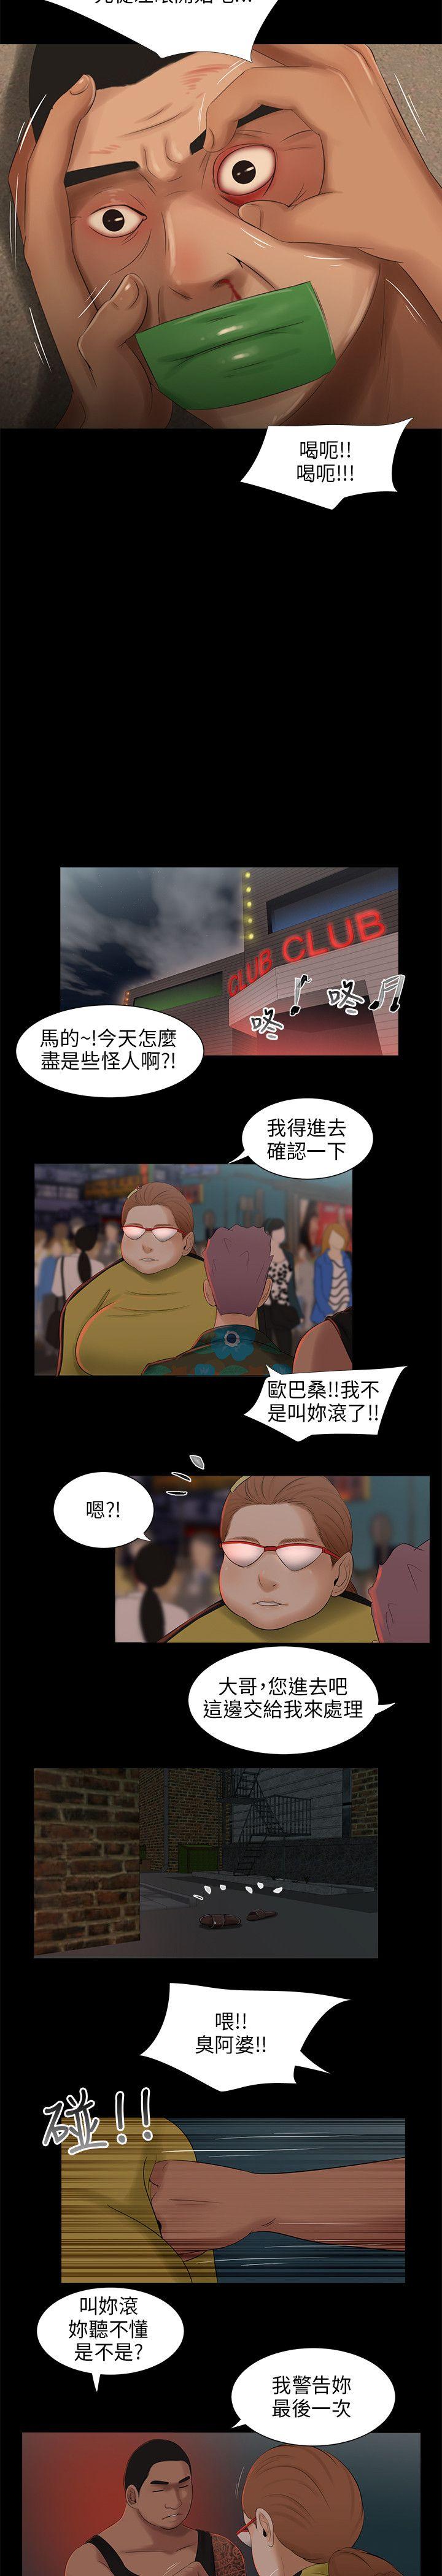 喝呃!!
喝呃!!!
CLUB CLUB
咚 咚
馬的~!今天怎麼
盡是些怪人啊?!
我得進去
確認一下
歐巴桑!!我不
是叫妳滾了!!
嗯?!
大哥,您進去吧
這邊交給我來處理
喂!!
臭阿婆!!
碰!!
叫妳滾
妳聽不懂
是不是?
我警告妳
最後一次